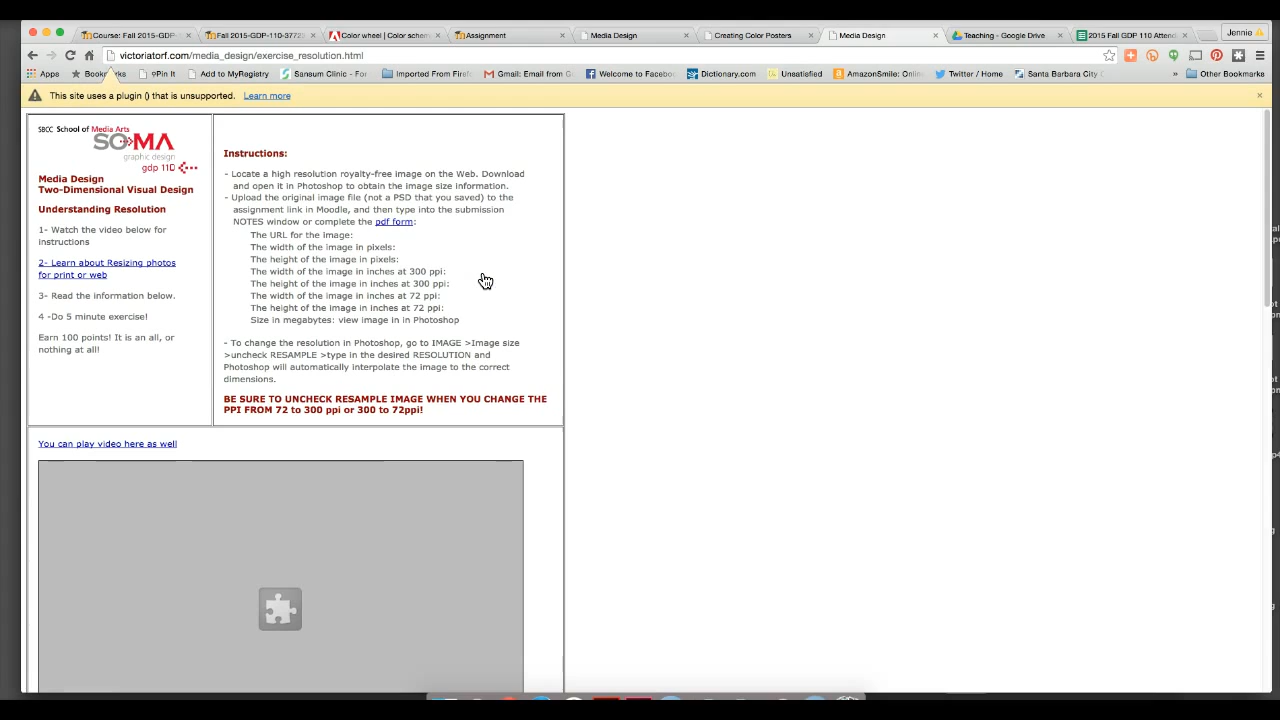 Course: Fall 2015-GDP-
Fall 2015-GDP-110-3772
Color wheel | Color schem
Assignment
Media Design
Creating Color Posters
Media Design
Teaching - Google Drive
2015 Fall GDP 110 Attend
Jennie
victoriatorf.com/media_design/exercise_resolution.html
Apps
Bookmarks
Pin It
Add to MyRegistry
Sansum Clinic - For
Imported From Firef
Gmail: Email from G
Welcome to Facebo
Dictionary.com
Uneatisfied
AmazonSmile: Onli
Twitter / Home
Santa Barbara City
»
Other Bookmarks
This site uses a plugin () that is unsupported. Learn more
SBCC School of Media Arts
SO MA
graphic design
gdp 110
Media Design
Two-Dimensional Visual Design
Understanding Resolution
1- Watch the video below for
instructions
2- Learn about Resizing photos
for print or web
3- Read the information below.
4 -Do 5 minute exercise!
Earn 100 points! It is an all, or
nothing at all!
Instructions:
- Locate a high resolution royalty-free image on the Web. Download
and open it in Photoshop to obtain the image size information.
- Upload the original image file (not a PSD that you saved) to the
assignment link in Moodle, and then type into the submission
NOTES window or complete the pdf form:
The URL for the image:
The width of the image in pixels:
The height of the image in pixels:
The width of the image in inches at 300 ppi:
The height of the image in inches at 300 ppi:
The width of the image in inches at 72 ppi:
The height of the image in inches at 72 ppi:
Size in megabytes: view image in in Photoshop
- To change the resolution in Photoshop, go to IMAGE >Image size
>uncheck RESAMPLE >type in the desired RESOLUTION and
Photoshop will automatically interpolate the image to the correct
dimensions.
BE SURE TO UNCHECK RESAMPLE IMAGE WHEN YOU CHANGE THE
PPI FROM 72 to 300 ppi or 300 to 72ppi!
You can play video here as well